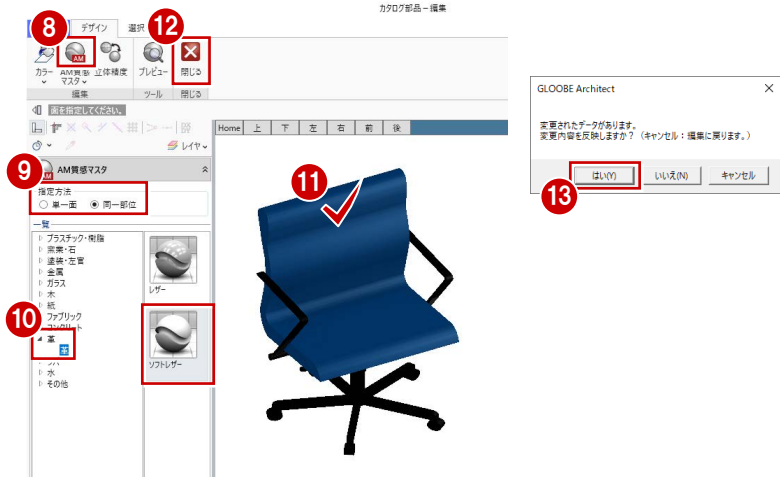 カタログ部品－編集
8
デザイン
選択
12
カラー
AM質感
マスタ
立体精度
プレビュー
閉じる
編集
ツール
閉じる
面を指定してください。
レイヤ
Home
上
下
左
右
前
後
9
AM質感マスタ
指定方法
単一面
同一部位
一覧
プラスチック・樹脂
窯業・石
塗装・左官
金属
ガラス
木
紙
ファブリック
コンクリート
10
革
革
水
その他
AM
AM
レザー
ソフトレザー
11
GLOOBE Architect
変更されたデータがあります。
変更内容を反映しますか？（キャンセル：編集に戻ります。）
はい(Y)
いいえ(N)
キャンセル
13